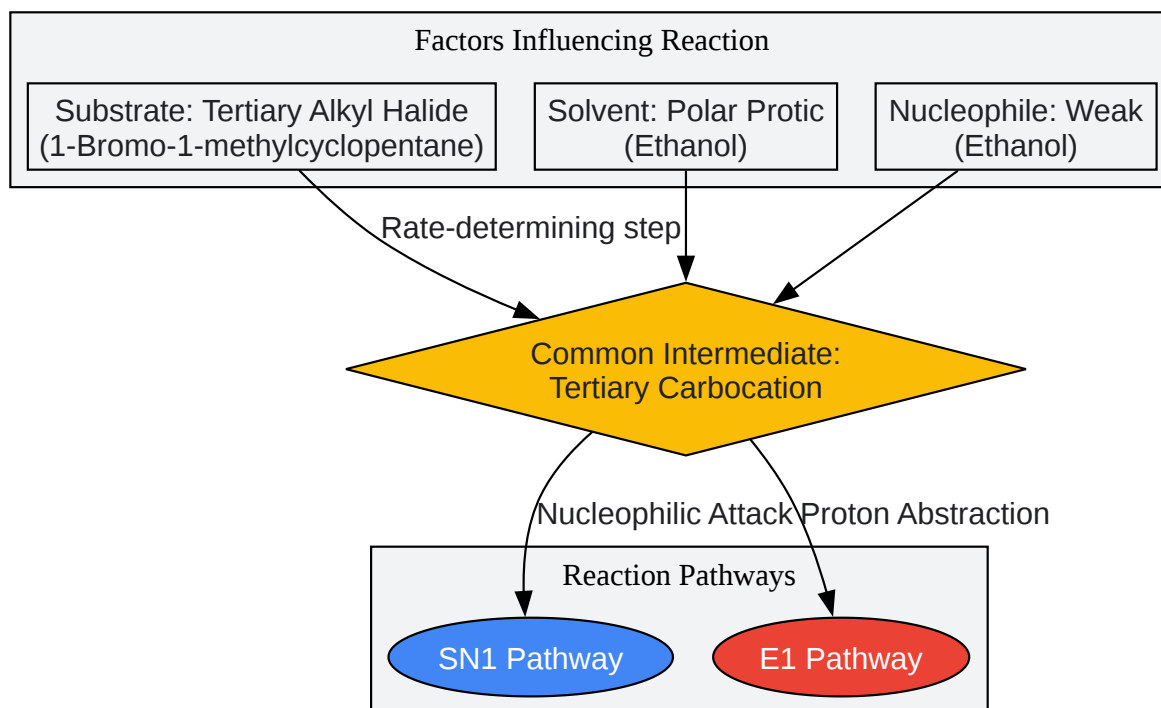 Factors Influencing Reaction
Substrate: Tertiary Alkyl Halide
(1-Bromo-1-methylcyclopentane)
Solvent: Polar Protic
(Ethanol)
Nucleophile: Weak
(Ethanol)
Rate-determining step
Common Intermediate:
Tertiary Carbocation
Nucleophilic Attack
Proton Abstraction
Reaction Pathways
SN1 Pathway
E1 Pathway